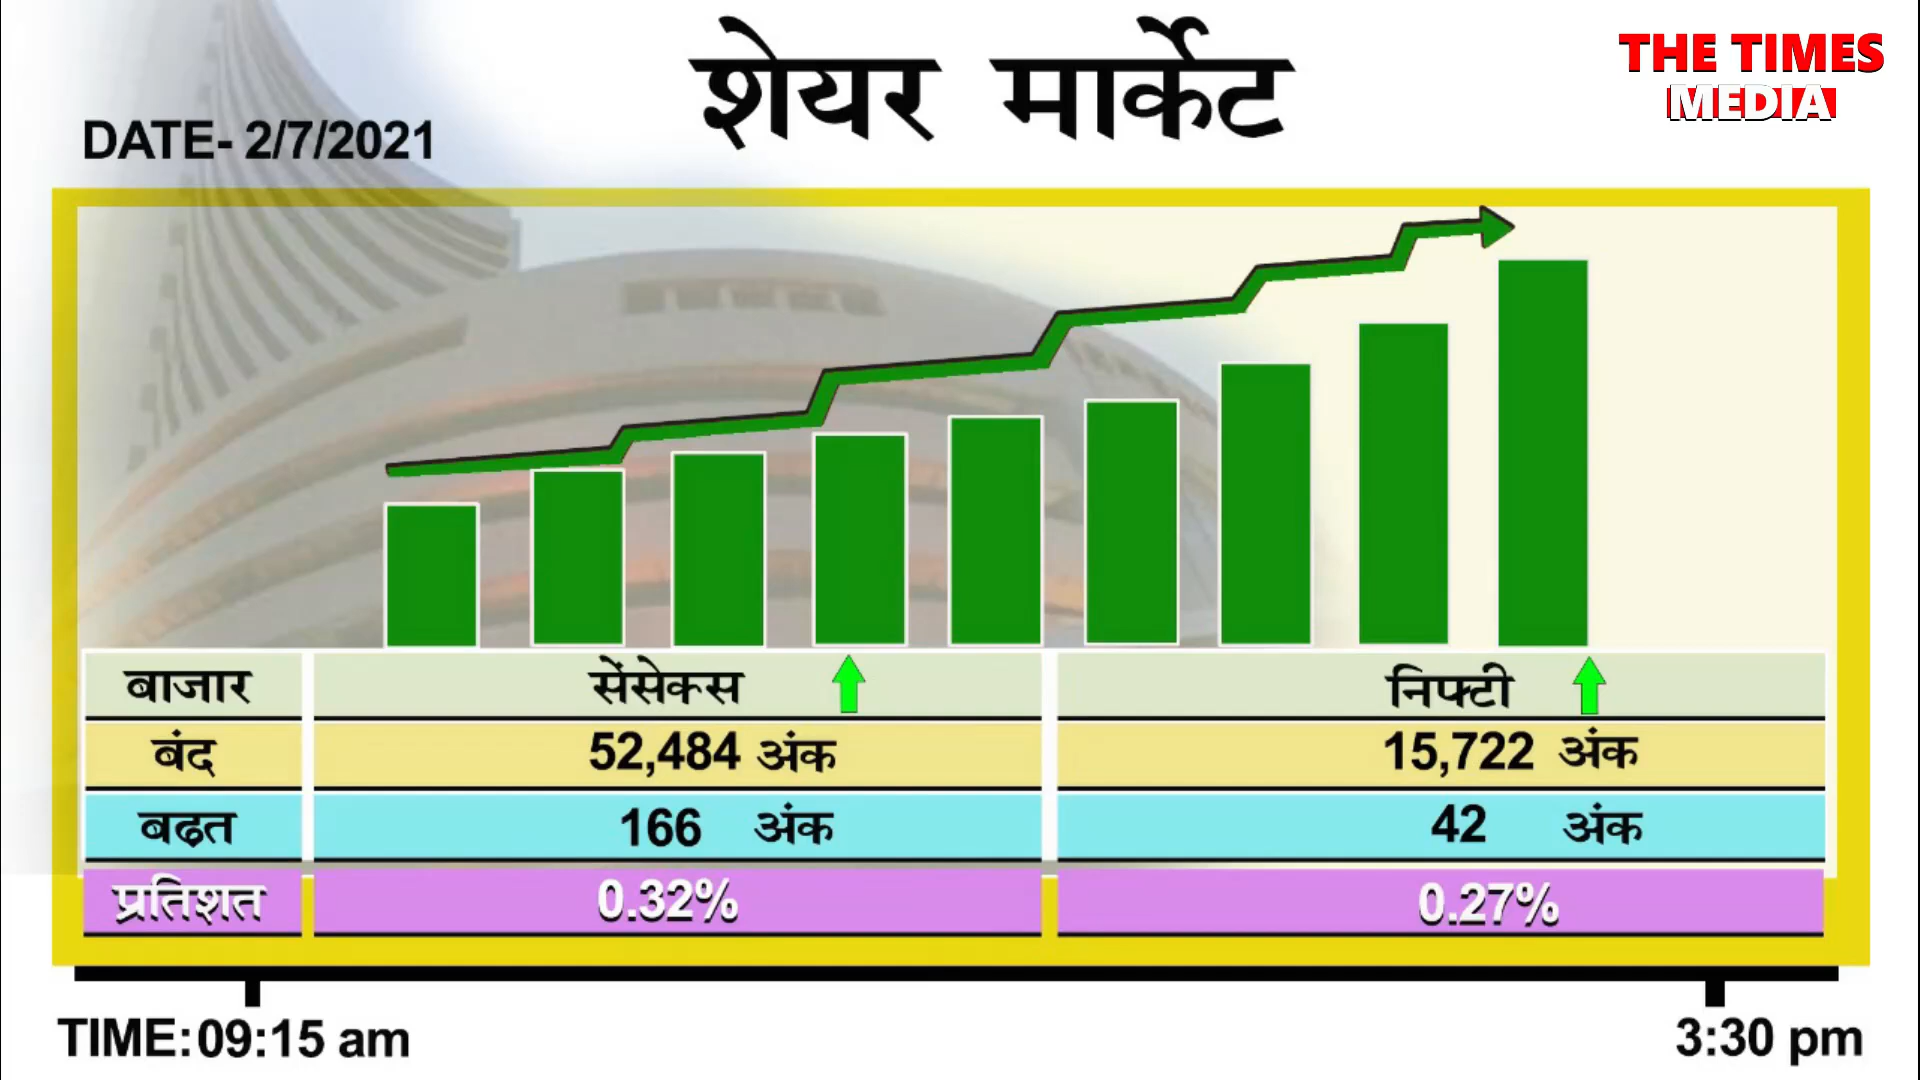 शेयर मार्केट
THE TIMES
MEDIA
DATE- 2/7/2021
बाजार सेंसेक्स निफ्टी
बंद 52,484 अंक 15,722 अंक
बढ़त 166 अंक 42 अंक
प्रतिशत 0.32% 0.27%
TIME:09:15 am 3:30 pm